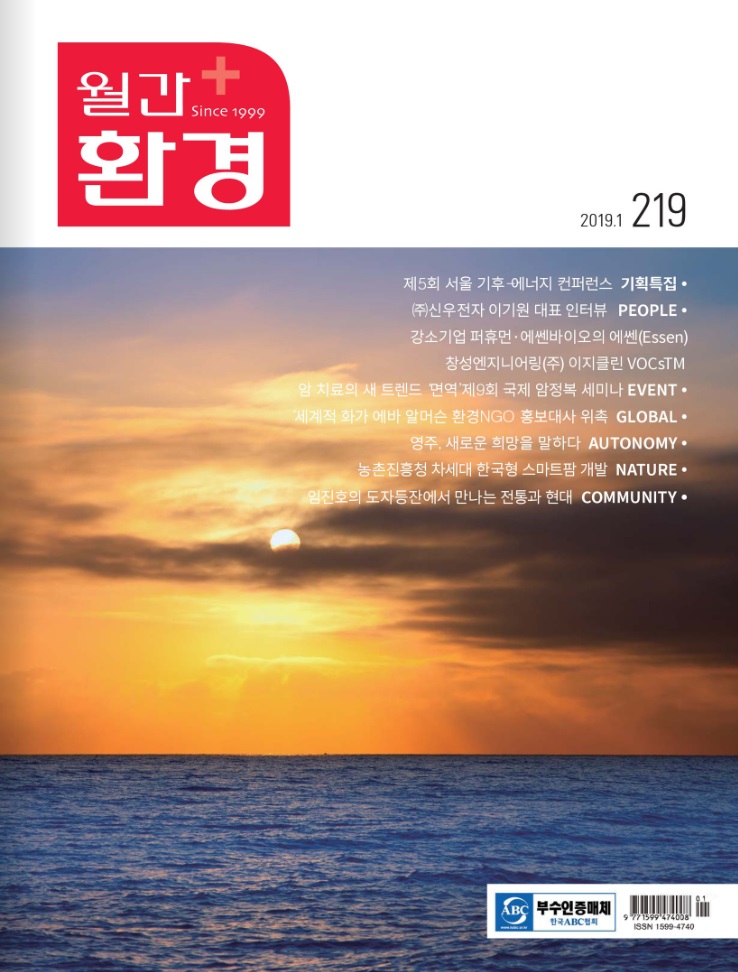 월간+
Since 1999
환경
2019.1 219
제5회 서울 기후-에너지 컨퍼런스 기획특집 •
㈜신우전자 이기원 대표 인터뷰 PEOPLE •
강소기업 퍼휴먼·에쎈바이오의 에쎈(Essen)
창성엔지니어링(주) 이지클린 VOCsTM
암 치료의 새 트렌드 '면역' 제9회 국제 암정복 세미나 EVENT •
세계적 화가 에바 알머슨 환경NGO 홍보대사 위촉 GLOBAL •
영주, 새로운 희망을 말하다 AUTONOMY •
농촌진흥청 차세대 한국형 스마트팜 개발 NATURE •
임진호의 도자등잔에서 만나는 전통과 현대 COMMUNITY •
ABC 부수인증매체
한국ABC협회
0 1
9 771599 474008
ISSN 1599-4740